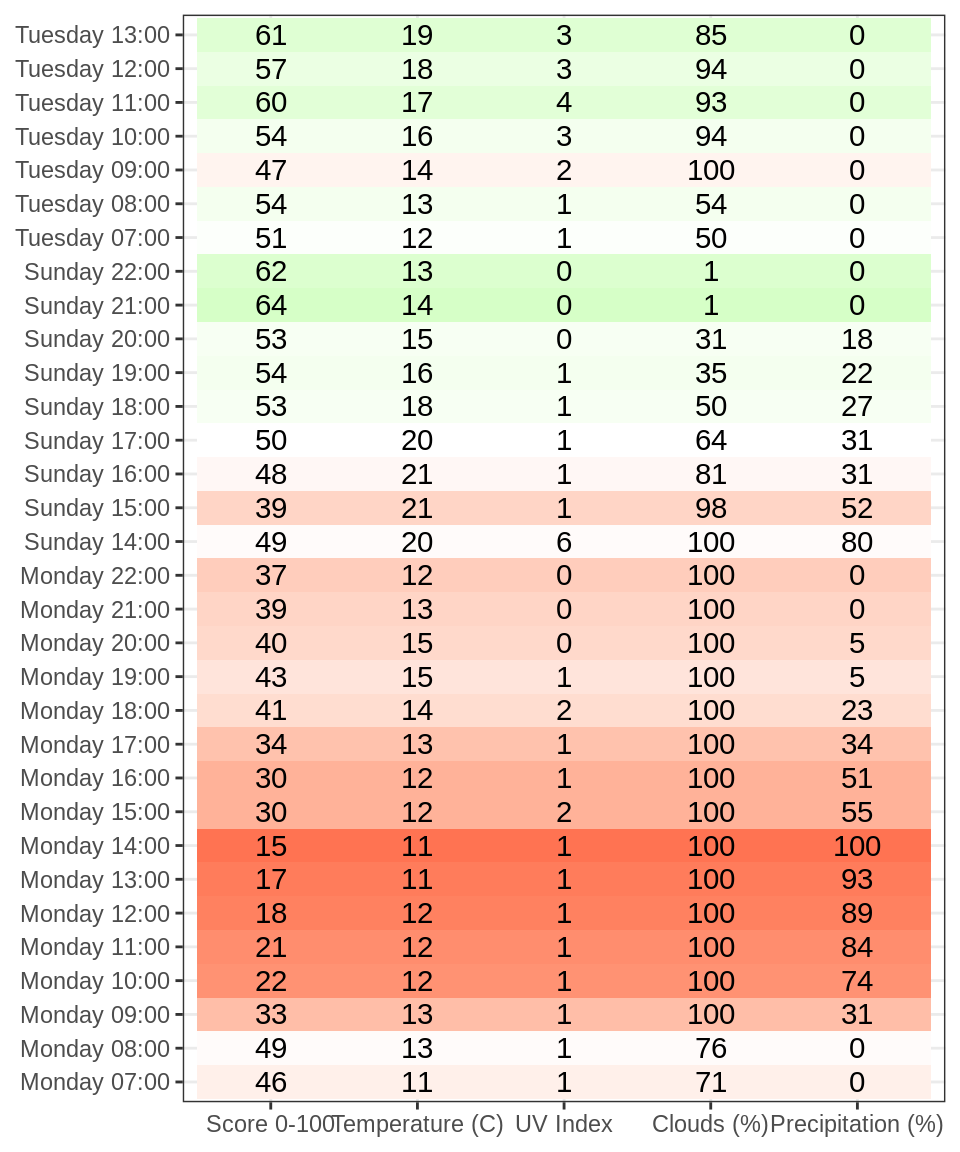 Tuesday 13:00 61 19 3 85 0
Tuesday 12:00 57 18 3 94 0
Tuesday 11:00 60 17 4 93 0
Tuesday 10:00 54 16 3 94 0
Tuesday 09:00 47 14 2 100 0
Tuesday 08:00 54 13 1 54 0
Tuesday 07:00 51 12 1 50 0
Sunday 22:00 62 13 0 1 0
Sunday 21:00 64 14 0 1 0
Sunday 20:00 53 15 0 31 18
Sunday 19:00 54 16 1 35 22
Sunday 18:00 53 18 1 50 27
Sunday 17:00 50 20 1 64 31
Sunday 16:00 48 21 1 81 31
Sunday 15:00 39 21 1 98 52
Sunday 14:00 49 20 6 100 80
Monday 22:00 37 12 0 100 0
Monday 21:00 39 13 0 100 0
Monday 20:00 40 15 0 100 5
Monday 19:00 43 15 1 100 5
Monday 18:00 41 14 2 100 23
Monday 17:00 34 13 1 100 34
Monday 16:00 30 12 1 100 51
Monday 15:00 30 12 2 100 55
Monday 14:00 15 11 1 100 100
Monday 13:00 17 11 1 100 93
Monday 12:00 18 12 1 100 89
Monday 11:00 21 12 1 100 84
Monday 10:00 22 12 1 100 74
Monday 09:00 33 13 1 100 31
Monday 08:00 49 13 1 76 0
Monday 07:00 46 11 1 71 0
Score 0-100 Temperature (C) UV Index Clouds (%) Precipitation (%)